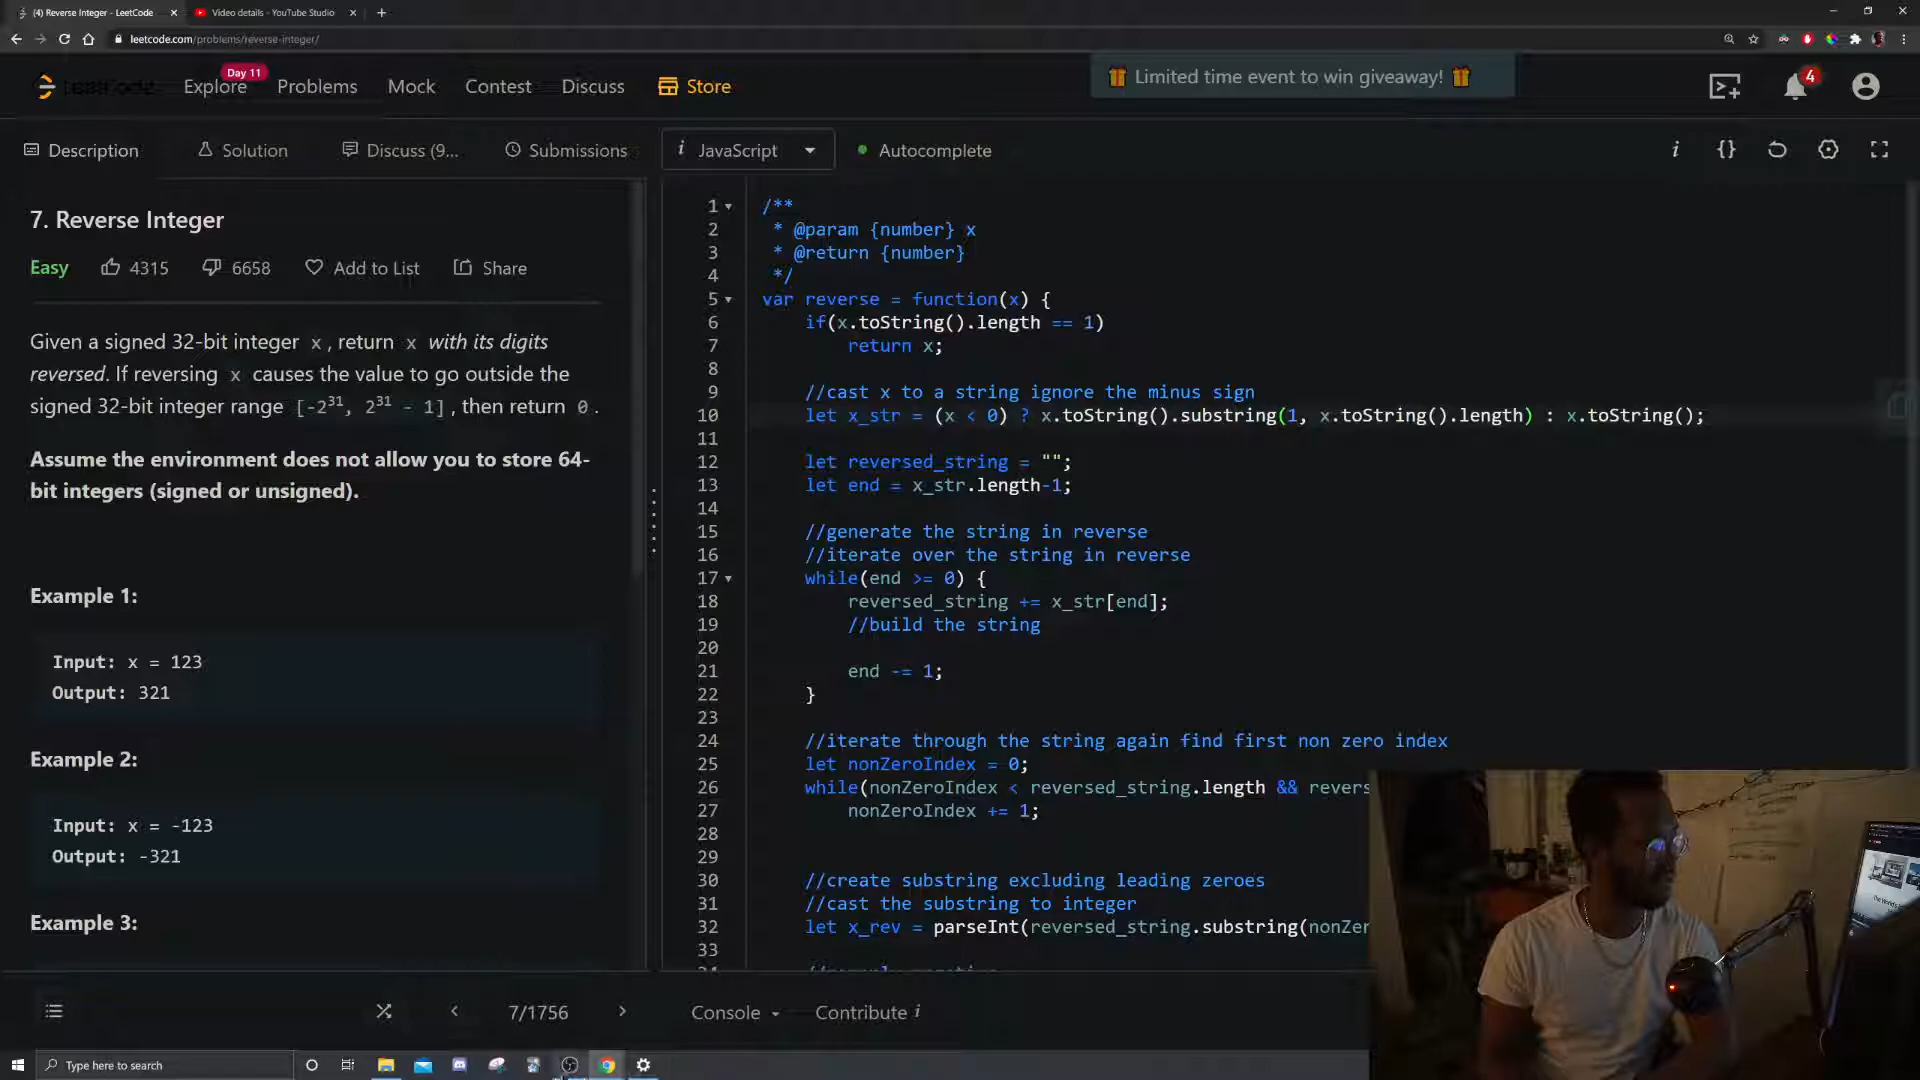 (4) Reverse Integer - LeetCode
Video details - YouTube Studio
leetcode.com/problems/reverse-integer/
LeetCode
Explore
Day 11
Problems
Mock
Contest
Discuss
Store
Limited time event to win giveaway!
4
Description
Solution
Discuss (9...
Submissions
i JavaScript
Autocomplete
i {}
7. Reverse Integer
Easy
4315
6658
Add to List
Share
Given a signed 32-bit integer x, return x with its digits
reversed. If reversing x causes the value to go outside the
signed 32-bit integer range [-2³¹, 2³¹ - 1], then return 0.
Assume the environment does not allow you to store 64-
bit integers (signed or unsigned).
Example 1:
Input: x = 123
Output: 321
Example 2:
Input: x = -123
Output: -321
Example 3:
1 /**
2 * @param {number} x
3 * @return {number}
4 */
5 var reverse = function(x) {
6 if(x.toString().length == 1)
7 return x;
8
9 //cast x to a string ignore the minus sign
10 let x_str = (x < 0) ? x.toString().substring(1, x.toString().length) : x.toString();
11
12 let reversed_string = "";
13 let end = x_str.length-1;
14
15 //generate the string in reverse
16 //iterate over the string in reverse
17 while(end >= 0) {
18 reversed_string += x_str[end];
19 //build the string
20
21 end -= 1;
22 }
23
24 //iterate through the string again find first non zero index
25 let nonZeroIndex = 0;
26 while(nonZeroIndex < reversed_string.length && revers
27 nonZeroIndex += 1;
28
29
30 //create substring excluding leading zeroes
31 //cast the substring to integer
32 let x_rev = parseInt(reversed_string.substring(nonZer
33
7/1756
Console
Contribute i
Type here to search